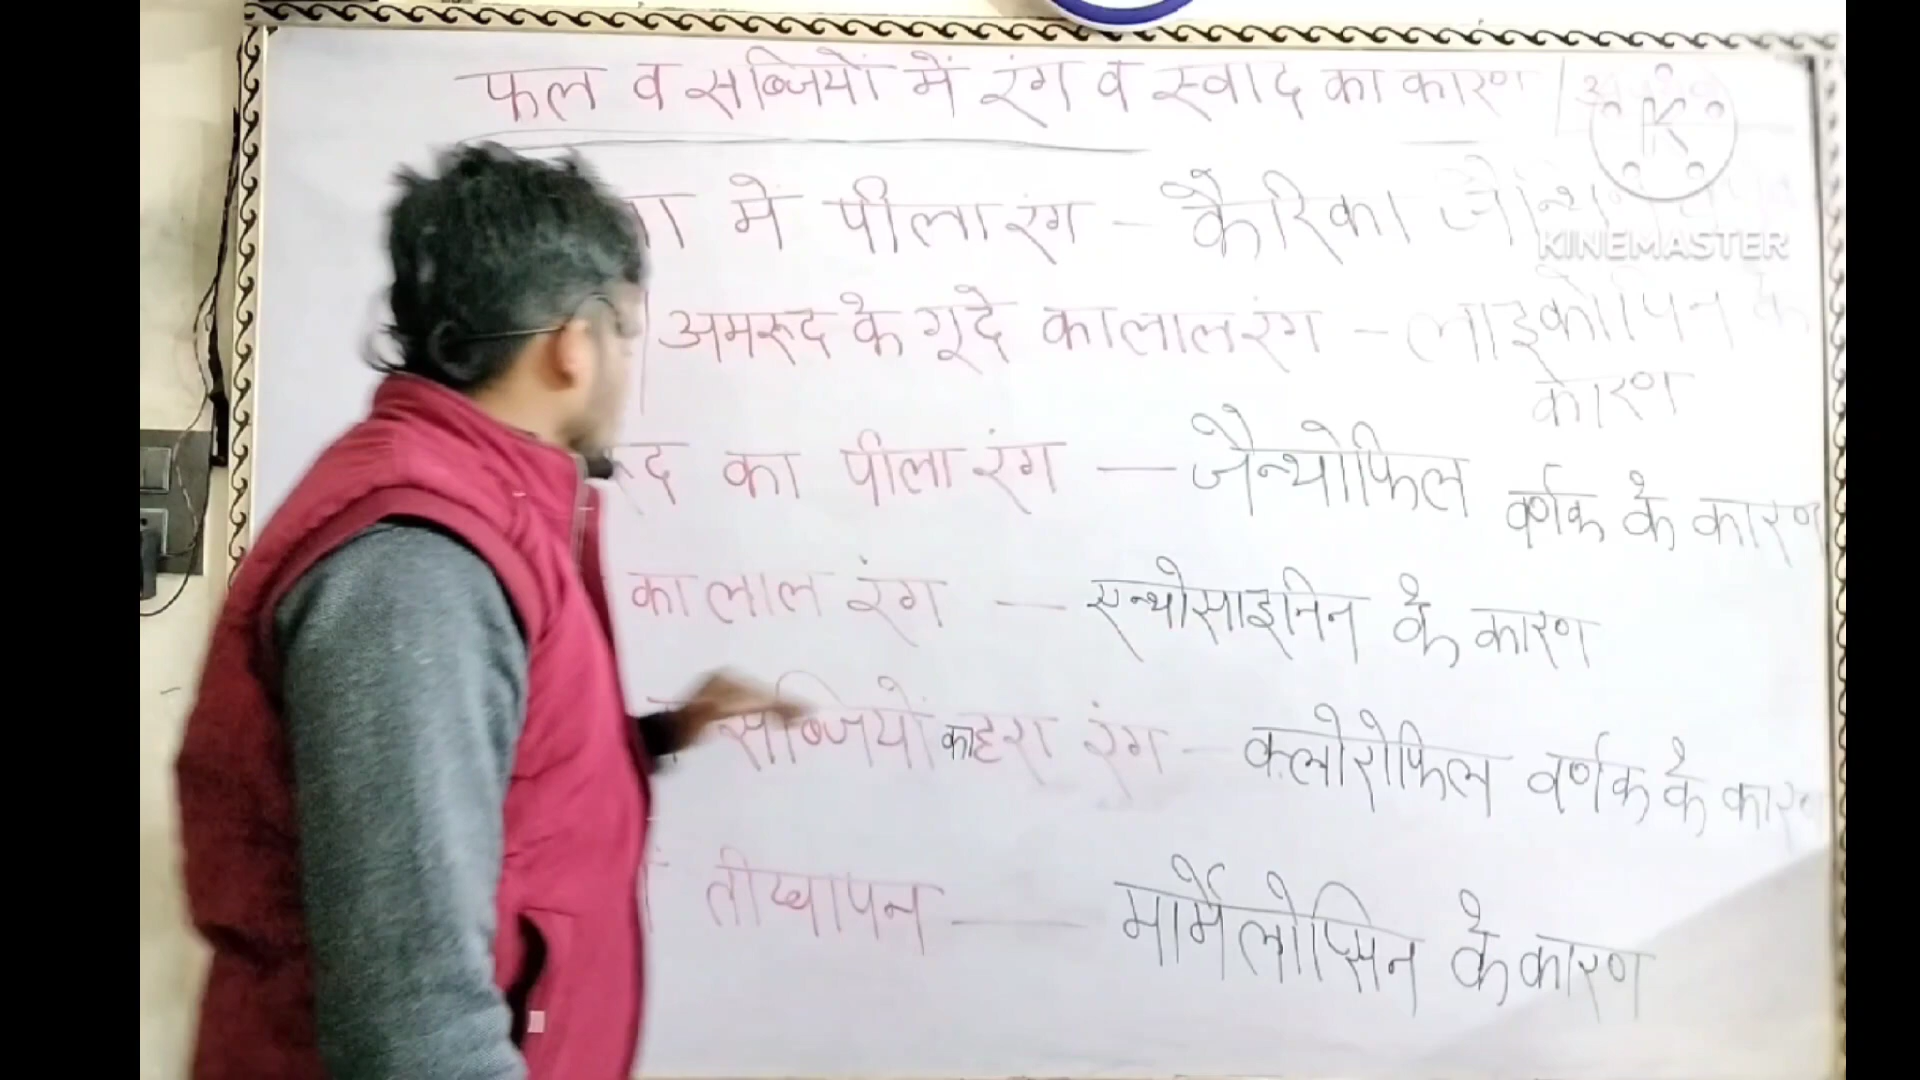 फल व सब्जियों में रंग व स्वाद का कारण
में पीला रंग - कैरिका
KINEMASTER
अमरुद के गूदे का लाल रंग - लाइकोपिन के
कारण
का पीला रंग — जैन्थोफिल वर्णक के कारण
का लाल रंग — एन्थोसाइनिन के कारण
सब्जियों का हरा रंग - क्लोरोफिल वर्णक के कारण
तीखापन — मार्मेलोप्सिन के कारण